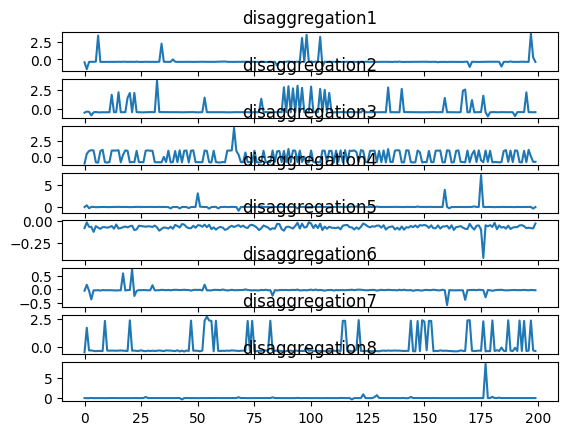 disaggregation1
2.5
0.0
disaggregation2
2.5
0.0
disaggregation3
2.5
0.0
disaggregation4
5
0
disaggregation5
0.00
−0.25
disaggregation6
0.5
0.0
−0.5
disaggregation7
2.5
0.0
disaggregation8
5
0
0 25 50 75 100 125 150 175 200